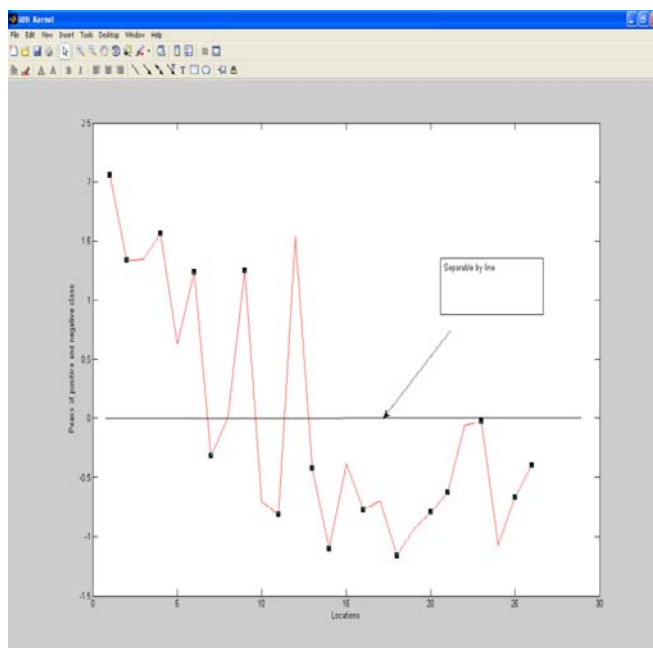 Kernel
File Edit View Insert Tools Desktop Window Help
2.5
2
1.5
1
0.5
0
-0.5
-1
-1.5
Peaks of positive and negative class
Separable by line
0 5 10 15 20 25 30
Locations